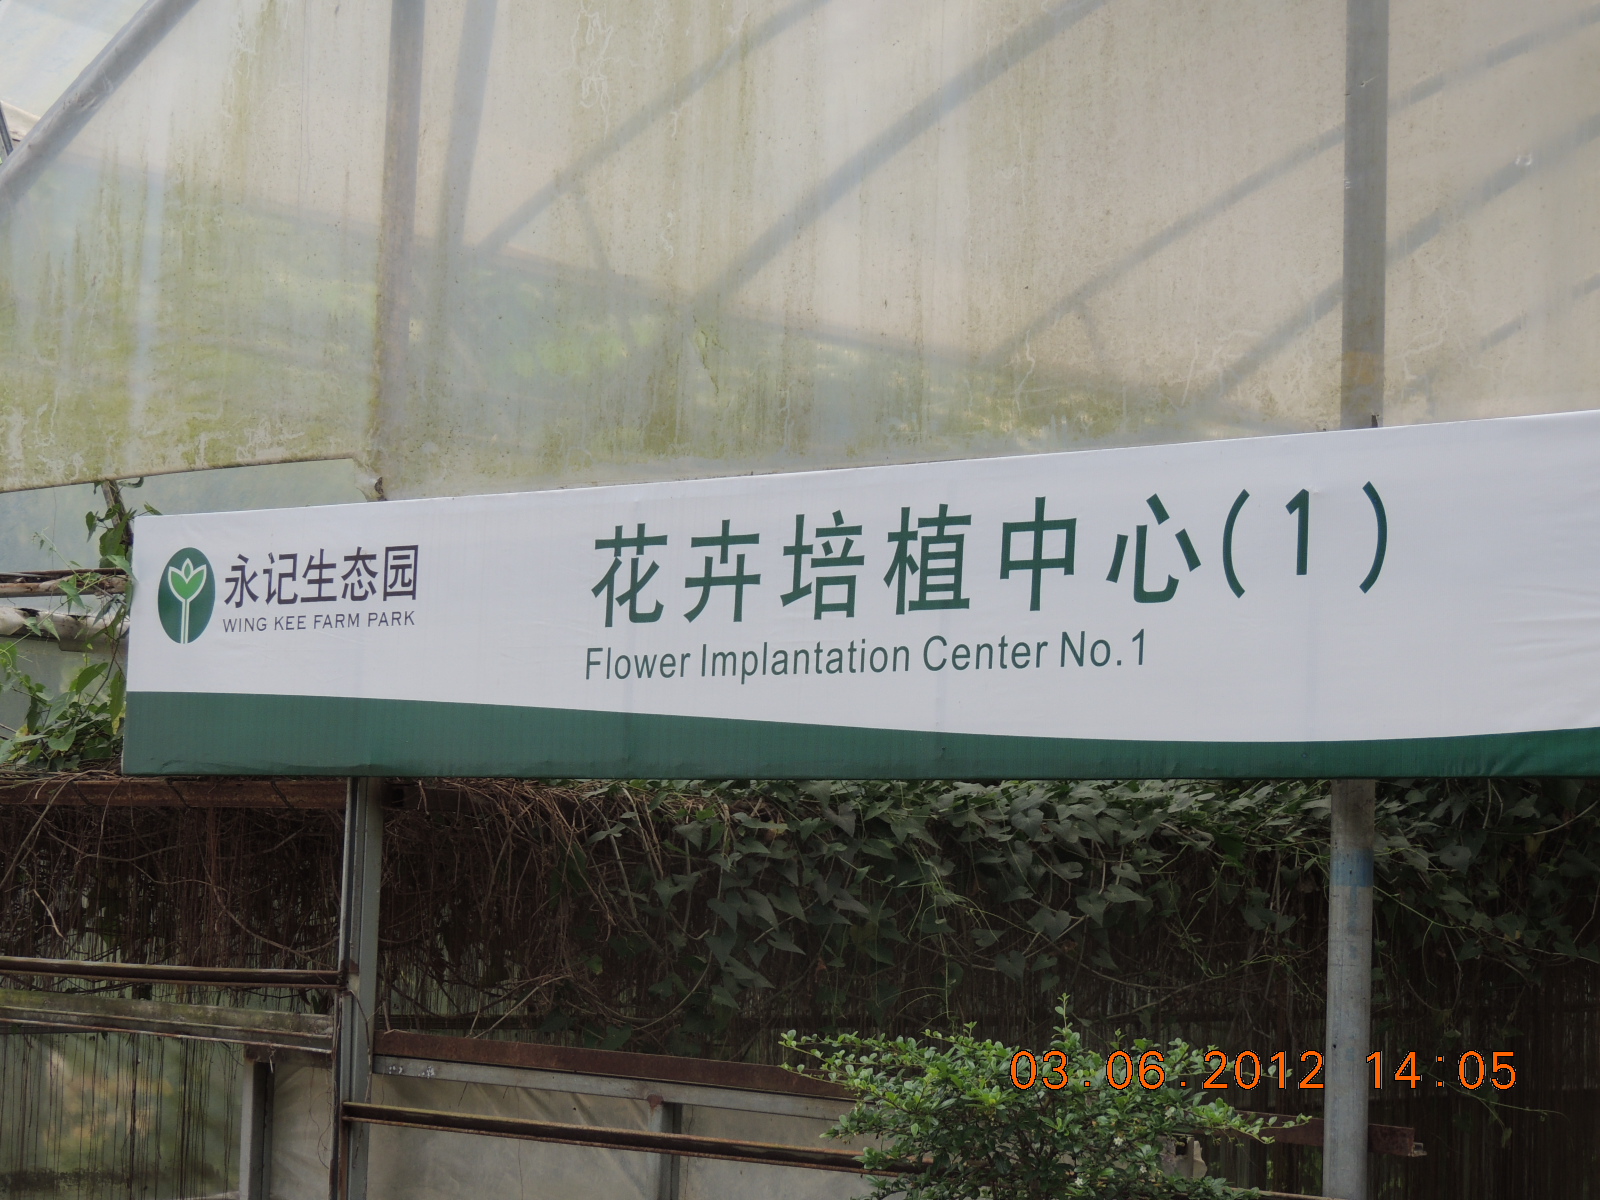 永记生态园
WING KEE FARM PARK
花卉培植中心(1)
Flower Implantation Center No.1
03.06.2012 14:05